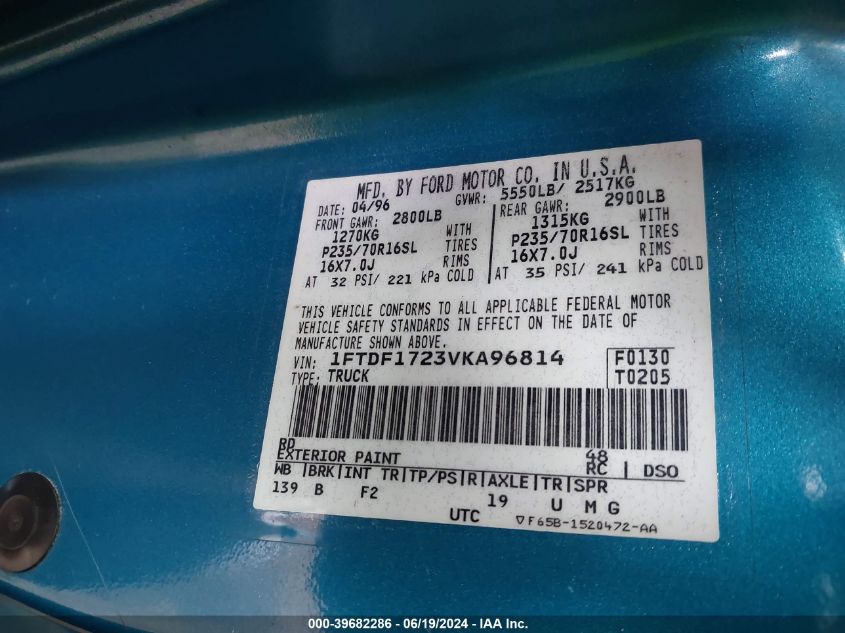 MFD. BY FORD MOTOR CO. IN U.S.A.
DATE: 04/96 GVWR: 5550LB/ 2517KG
FRONT GAWR: 2800LB REAR GAWR: 2900LB
1270KG WITH 1315KG WITH
P235/70R16SL TIRES P235/70R16SL TIRES
16X7.0J RIMS 16X7.0J RIMS
AT 32 PSI/ 221 kPa COLD AT 35 PSI/ 241 kPa COLD
THIS VEHICLE CONFORMS TO ALL APPLICABLE FEDERAL MOTOR
VEHICLE SAFETY STANDARDS IN EFFECT ON THE DATE OF
MANUFACTURE SHOWN ABOVE.
VIN: 1FTDF1723VKA96814 F0130
TYPE: TRUCK T0205
RD 48
EXTERIOR PAINT RC DSO
WB BRK INT TR TP/PS R AXLE TR SPR
139 B F2 19 U M G
UTC ▽F65B-1520472-AA
000-39682286 - 06/19/2024 - IAAI.COM